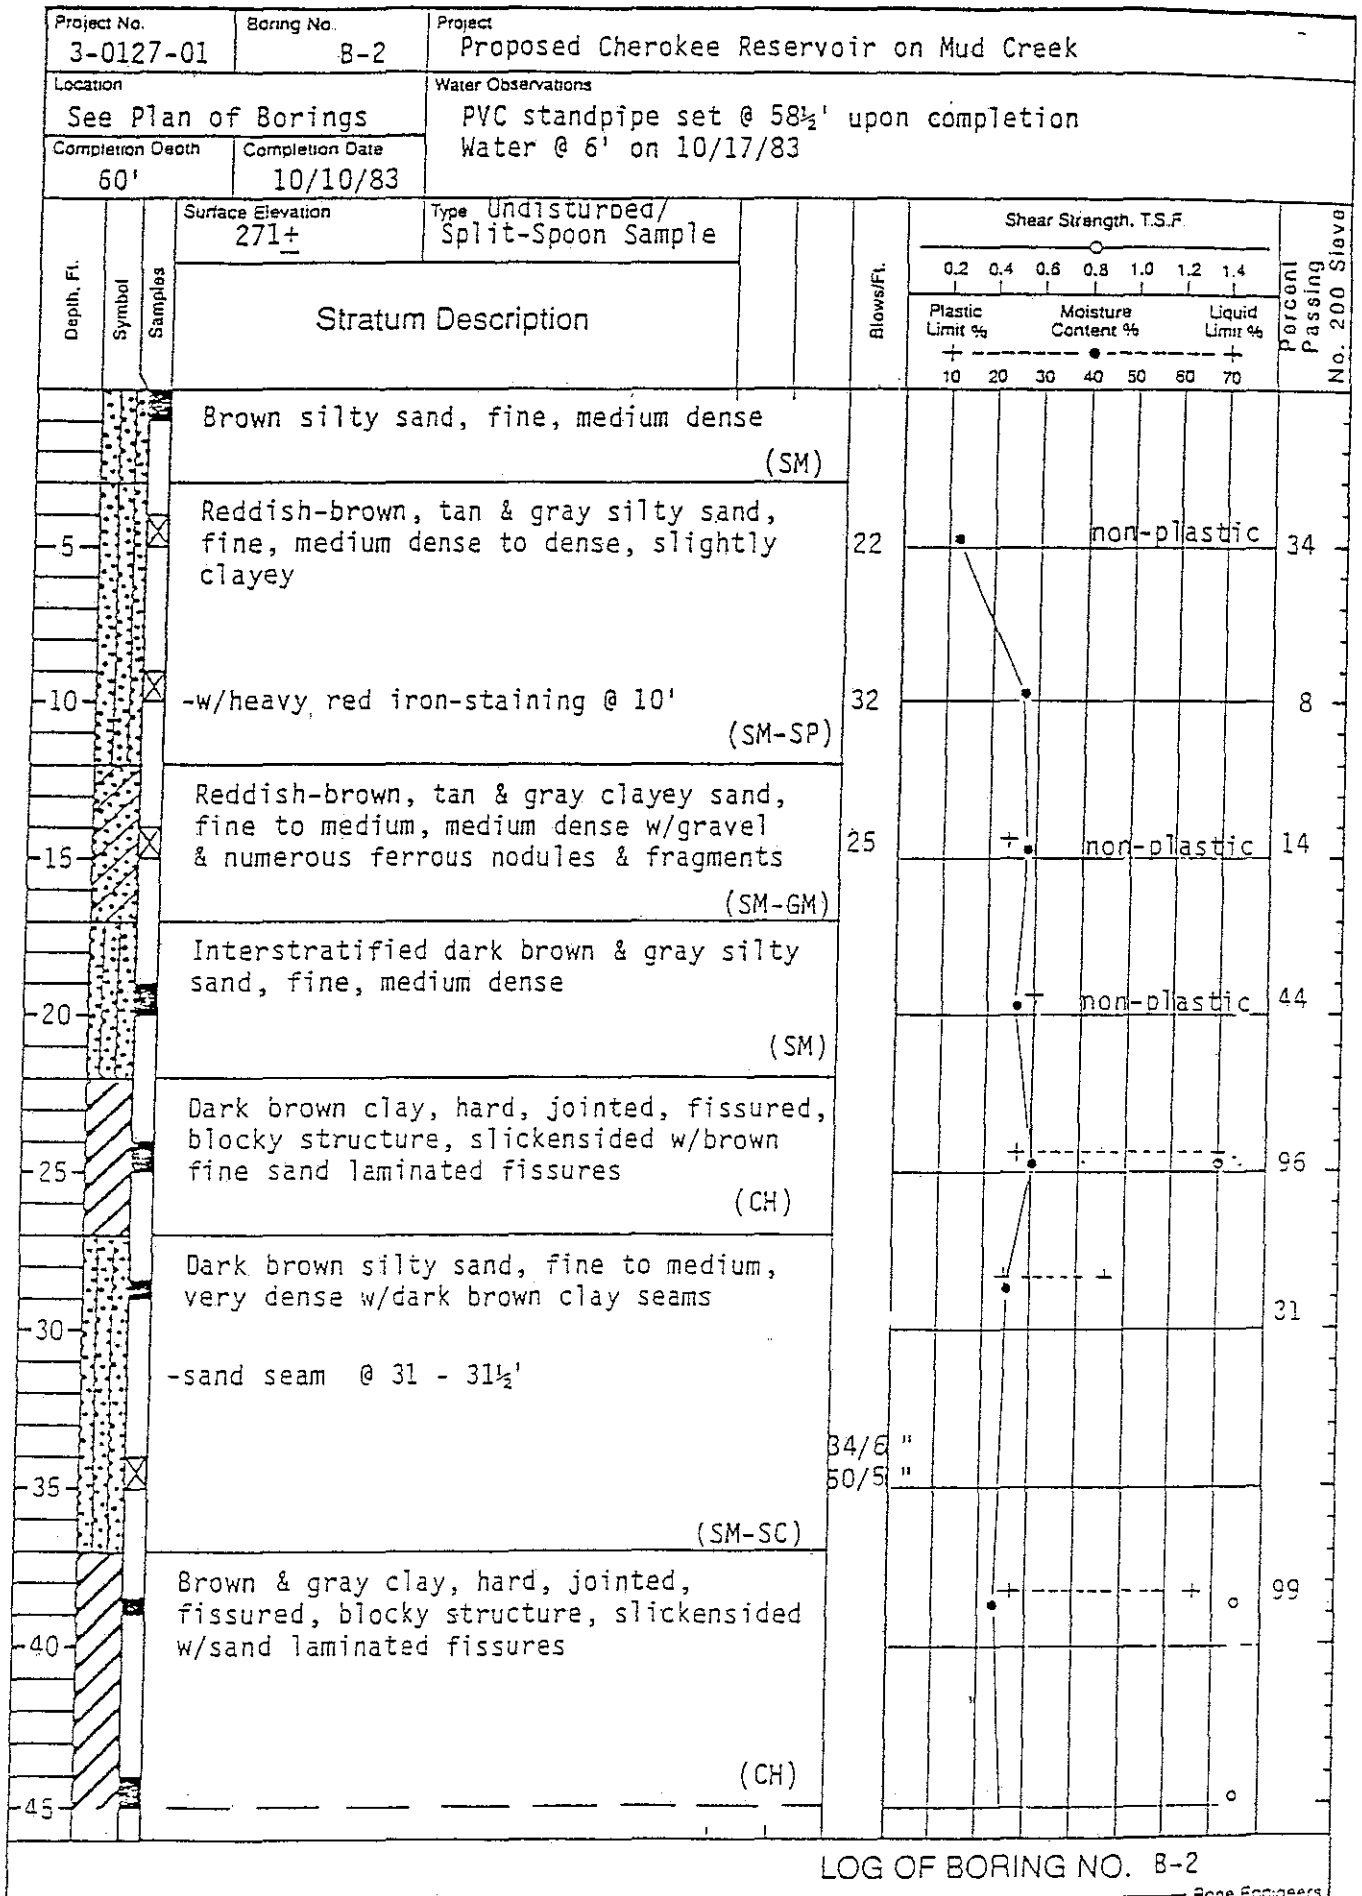 Project No.
3-0127-01
Boring No.
B-2
Project
Proposed Cherokee Reservoir on Mud Creek
Location
See Plan of Borings
Water Observations
PVC standpipe set @ 58½' upon completion
Water @ 6' on 10/17/83
Completion Depth
60'
Completion Date
10/10/83
Depth, Ft.
Symbol
Samples
Surface Elevation
271±
Type Undisturbed/
Split-Spoon Sample
Stratum Description
Blows/Ft.
Shear Strength, T.S.F.
0.2 0.4 0.6 0.8 1.0 1.2 1.4
Plastic Limit %
Moisture Content %
Liquid Limit %
10 20 30 40 50 60 70
Percent Passing No. 200 Sieve
Brown silty sand, fine, medium dense
(SM)
Reddish-brown, tan & gray silty sand,
fine, medium dense to dense, slightly
clayey
5
22
non-plastic
34
-w/heavy red iron-staining @ 10'
10
32
8
(SM-SP)
Reddish-brown, tan & gray clayey sand,
fine to medium, medium dense w/gravel
& numerous ferrous nodules & fragments
15
25
non-plastic
14
(SM-GM)
Interstratified dark brown & gray silty
sand, fine, medium dense
20
non-plastic
44
(SM)
Dark brown clay, hard, jointed, fissured,
blocky structure, slickensided w/brown
fine sand laminated fissures
25
96
(CH)
Dark brown silty sand, fine to medium,
very dense w/dark brown clay seams
30
31
-sand seam @ 31 - 31½'
34/6 "
50/5 "
35
(SM-SC)
Brown & gray clay, hard, jointed,
fissured, blocky structure, slickensided
w/sand laminated fissures
99
40
(CH)
45
LOG OF BORING NO. B-2
Engineers